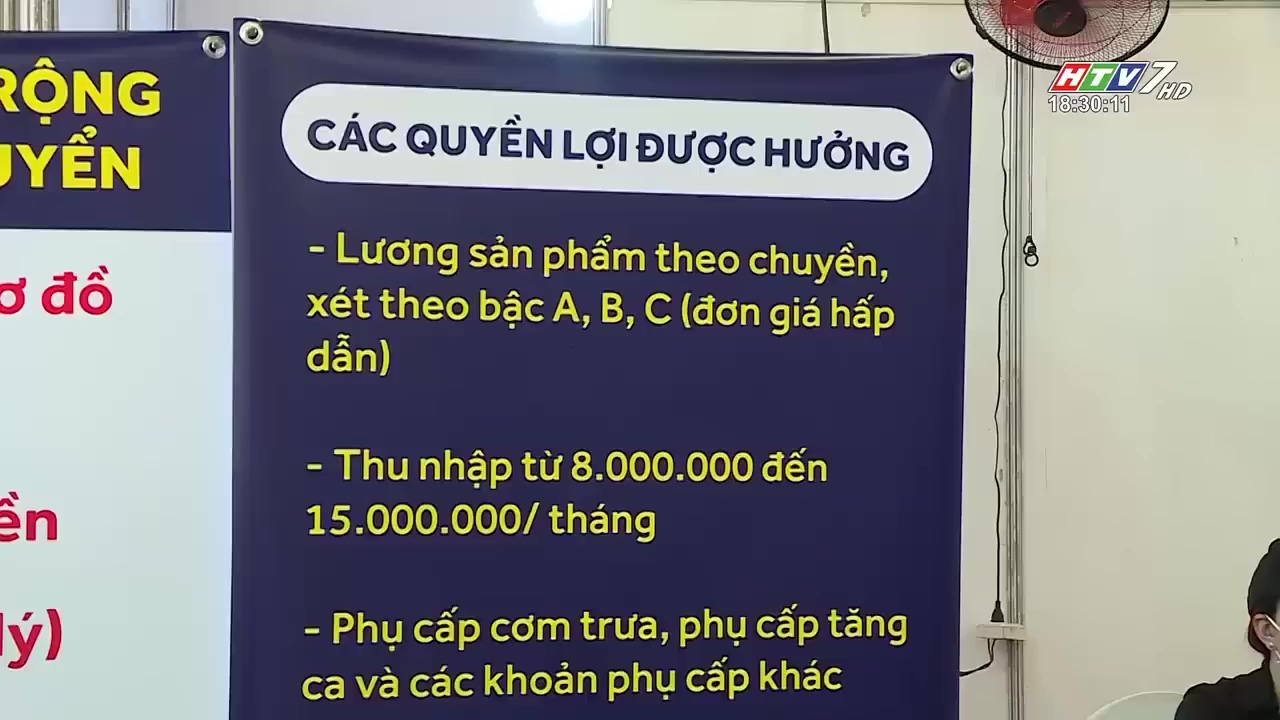 HTV7 HD
18:30:11
RỘNG
UYỂN
ơ đồ
ền
lý)
CÁC QUYỀN LỢI ĐƯỢC HƯỞNG
- Lương sản phẩm theo chuyền,
xét theo bậc A, B, C (đơn giá hấp
dẫn)
- Thu nhập từ 8.000.000 đến
15.000.000/ tháng
- Phụ cấp cơm trưa, phụ cấp tăng
ca và các khoản phụ cấp khác